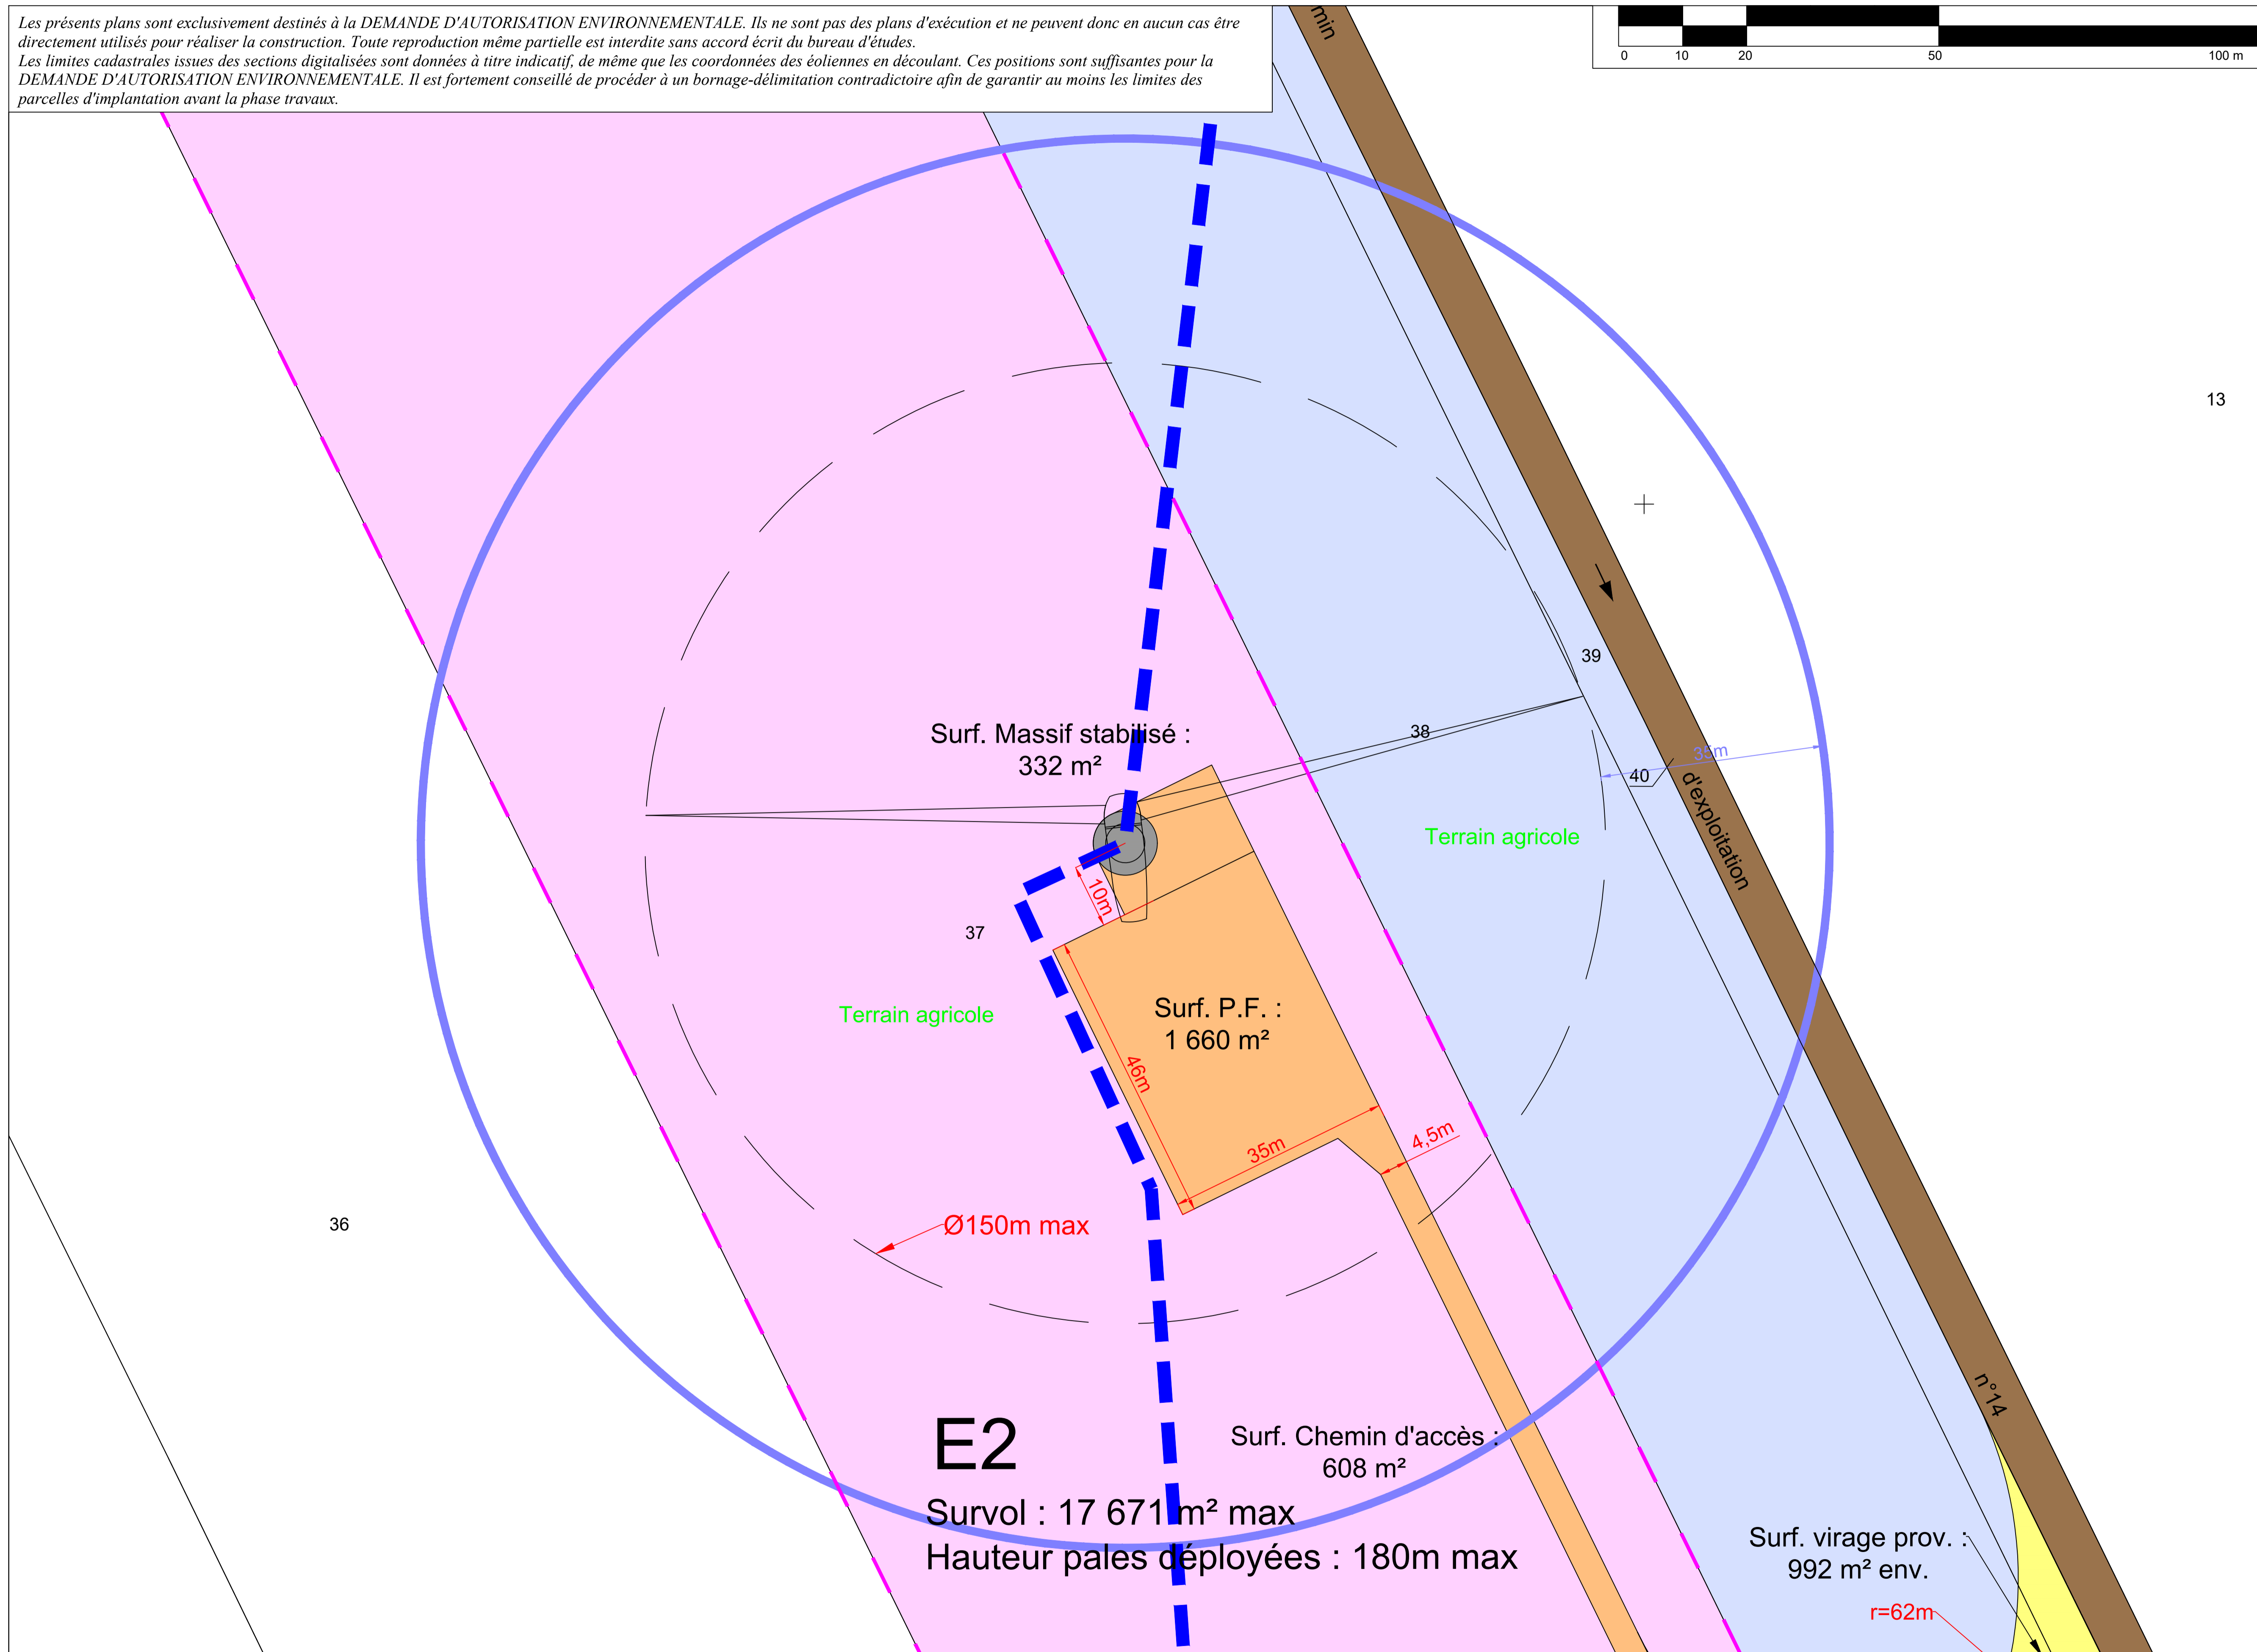 Les présents plans sont exclusivement destinés à la DEMANDE D'AUTORISATION ENVIRONNEMENTALE. Ils ne sont pas des plans d'exécution et ne peuvent donc en aucun cas être
directement utilisés pour réaliser la construction. Toute reproduction même partielle est interdite sans accord écrit du bureau d'études.
Les limites cadastrales issues des sections digitalisées sont données à titre indicatif, de même que les coordonnées des éoliennes en découlant. Ces positions sont suffisantes pour la
DEMANDE D'AUTORISATION ENVIRONNEMENTALE. Il est fortement conseillé de procéder à un bornage-délimitation contradictoire afin de garantir au moins les limites des
parcelles d'implantation avant la phase travaux.
min
0 10 20 50 100 m
13
39
Surf. Massif stabilisé :
332 m²
38
35m
40
d'exploitation
Terrain agricole
10m
37
Terrain agricole
Surf. P.F. :
1 660 m²
46m
35m
4,5m
36
Ø150m max
n°14
E2
Surf. Chemin d'accès :
608 m²
Survol : 17 671 m² max
Hauteur pales déployées : 180m max
Surf. virage prov. :
992 m² env.
r=62m